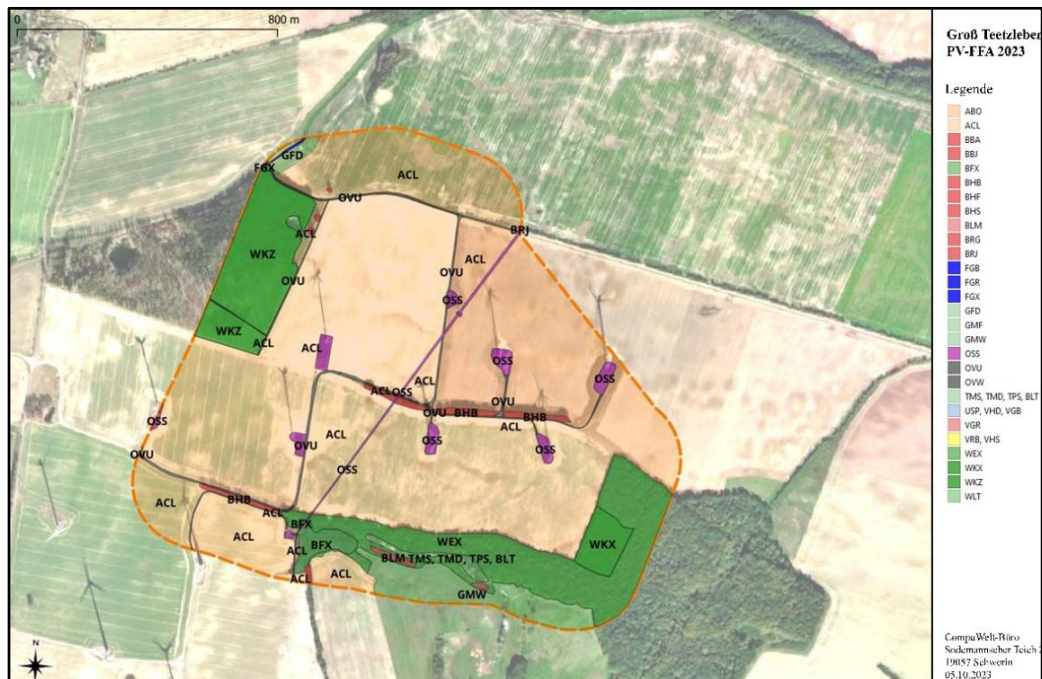 0 800 m
Groß Teetzleben
PV-FFA 2023
Legende
ABO
ACL
BBA
BBJ
BFX
BHB
BHF
BHS
BLM
BRG
BRJ
FGB
FGR
FGX
GFD
GMF
GMW
OSS
OVU
OVW
TMS, TMD, TPS, BLT
USP, VHD, VGB
VGR
VRB, VHS
WEX
WKX
WKZ
WLT
GFD
FGX
ACL
OVU
ACL
BRJ
WKZ
ACL
OVU
OVU
OSS
WKZ
ACL
ACL
OSS
OSS
ACL
ACL
OSS
OVU
OVU
BHB
BHB
ACL
OSS
OVU
OVU
ACL
OSS
OSS
OSS
ACL
BHB
ACL
BFX
ACL
WEX
BFX
ACL
WKX
BLM
TMS, TMD, TPS, BLT
ACL
ACL
GMW
N
CompuWelt-Büro
Sodemannscher Teich 2
19057 Schwerin
05.10.2023